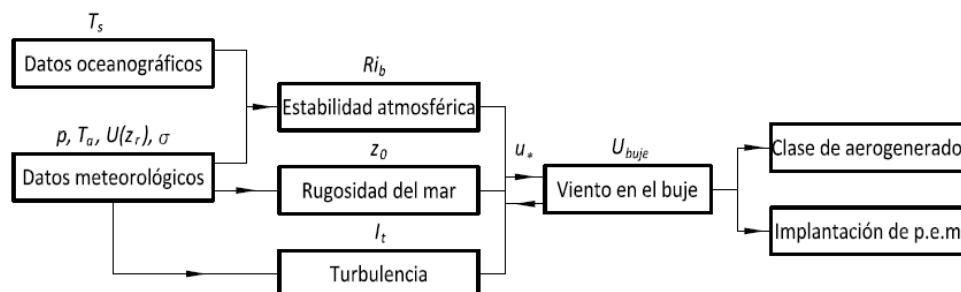 T_s
Datos oceanográficos
p, T_a, U(z_r), σ
Datos meteorológicos
Ri_b
Estabilidad atmosférica
z_0
Rugosidad del mar
I_t
Turbulencia
u_*
U_buje
Viento en el buje
Clase de aerogenerado
Implantación de p.e.m